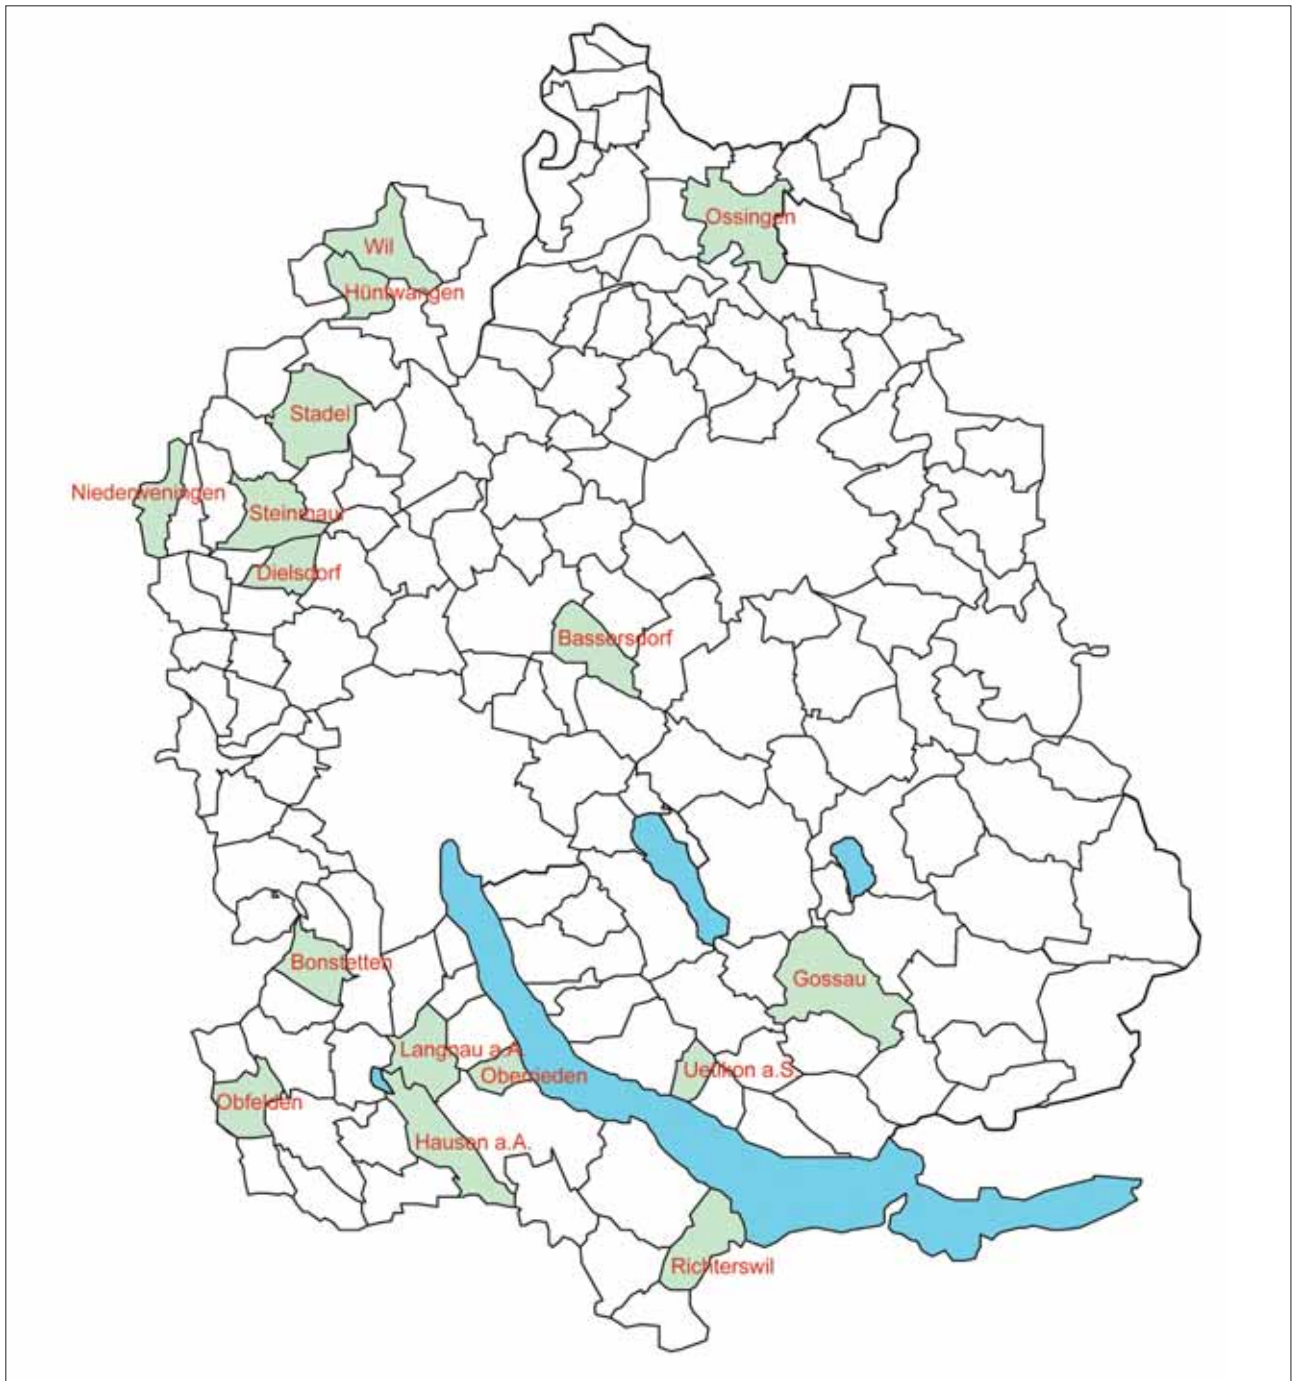 Ossingen
Wil
Hüntwangen
Stadel
Niederweningen
Steinmaur
Dielsdorf
Bassersdorf
Bonstetten
Gossau
Langnau a.A.
Oberrieden
Uetikon a.S.
Obfelden
Hausen a.A.
Richterswil